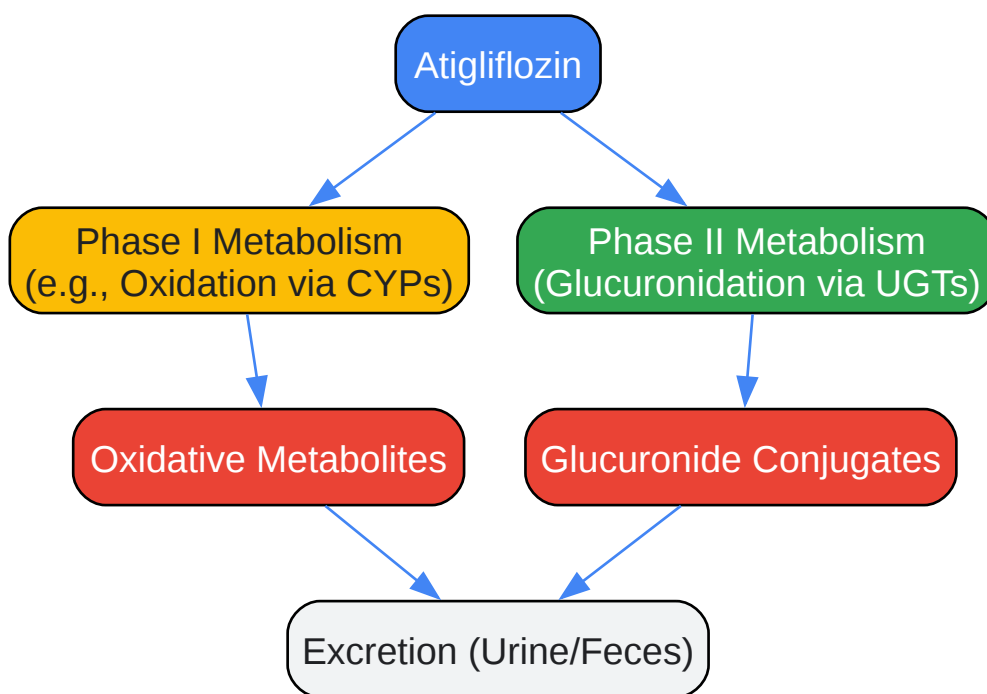 Atigliflozin
Phase I Metabolism
(e.g., Oxidation via CYPs)
Phase II Metabolism
(Glucuronidation via UGTs)
Oxidative Metabolites
Glucuronide Conjugates
Excretion (Urine/Feces)